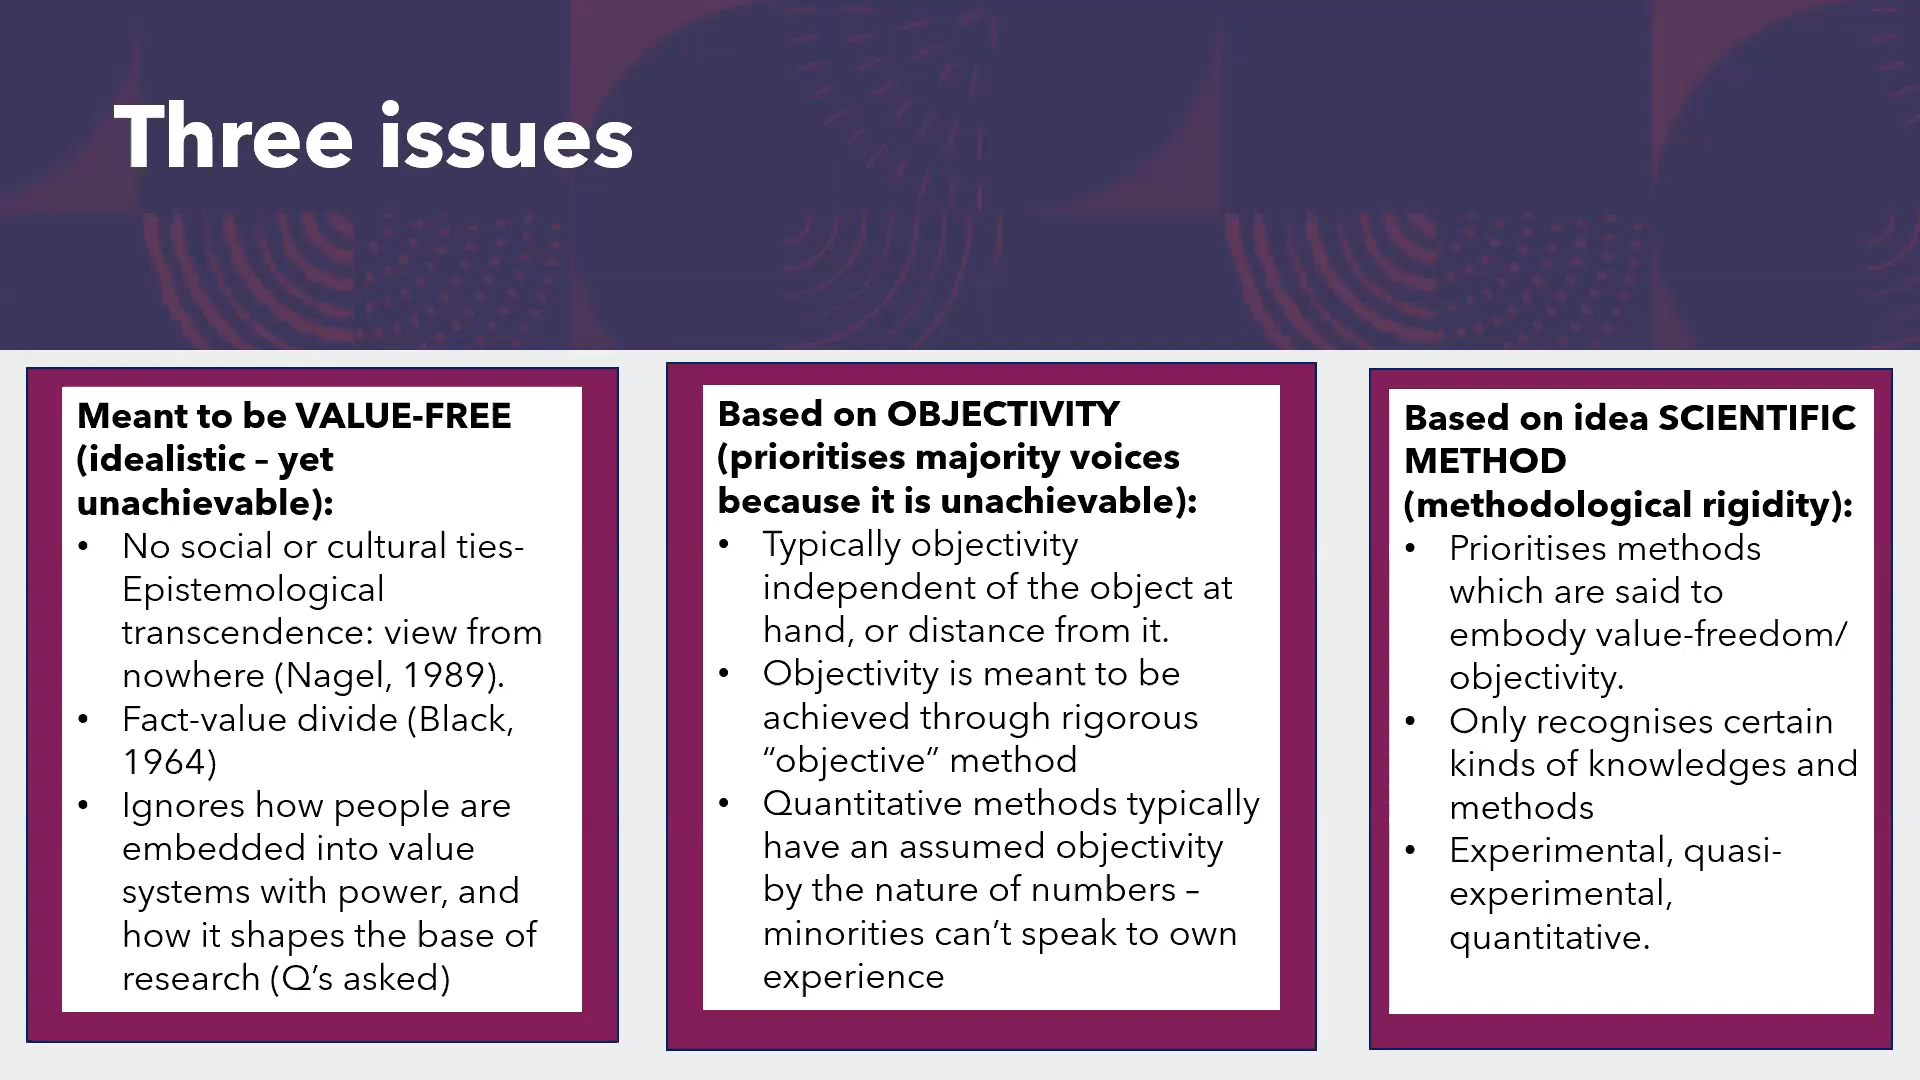 Three issues
Meant to be VALUE-FREE
(idealistic – yet
unachievable):
• No social or cultural ties-
Epistemological
transcendence: view from
nowhere (Nagel, 1989).
• Fact-value divide (Black,
1964)
• Ignores how people are
embedded into value
systems with power, and
how it shapes the base of
research (Q’s asked)
Based on OBJECTIVITY
(prioritises majority voices
because it is unachievable):
• Typically objectivity
independent of the object at
hand, or distance from it.
• Objectivity is meant to be
achieved through rigorous
“objective” method
• Quantitative methods typically
have an assumed objectivity
by the nature of numbers –
minorities can’t speak to own
experience
Based on idea SCIENTIFIC
METHOD
(methodological rigidity):
• Prioritises methods
which are said to
embody value-freedom/
objectivity.
• Only recognises certain
kinds of knowledges and
methods
• Experimental, quasi-
experimental,
quantitative.